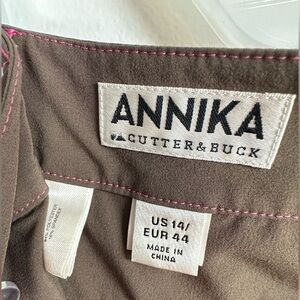 ANNIKA
CUTTER & BUCK
US 14/
EUR 44
MADE IN
CHINA